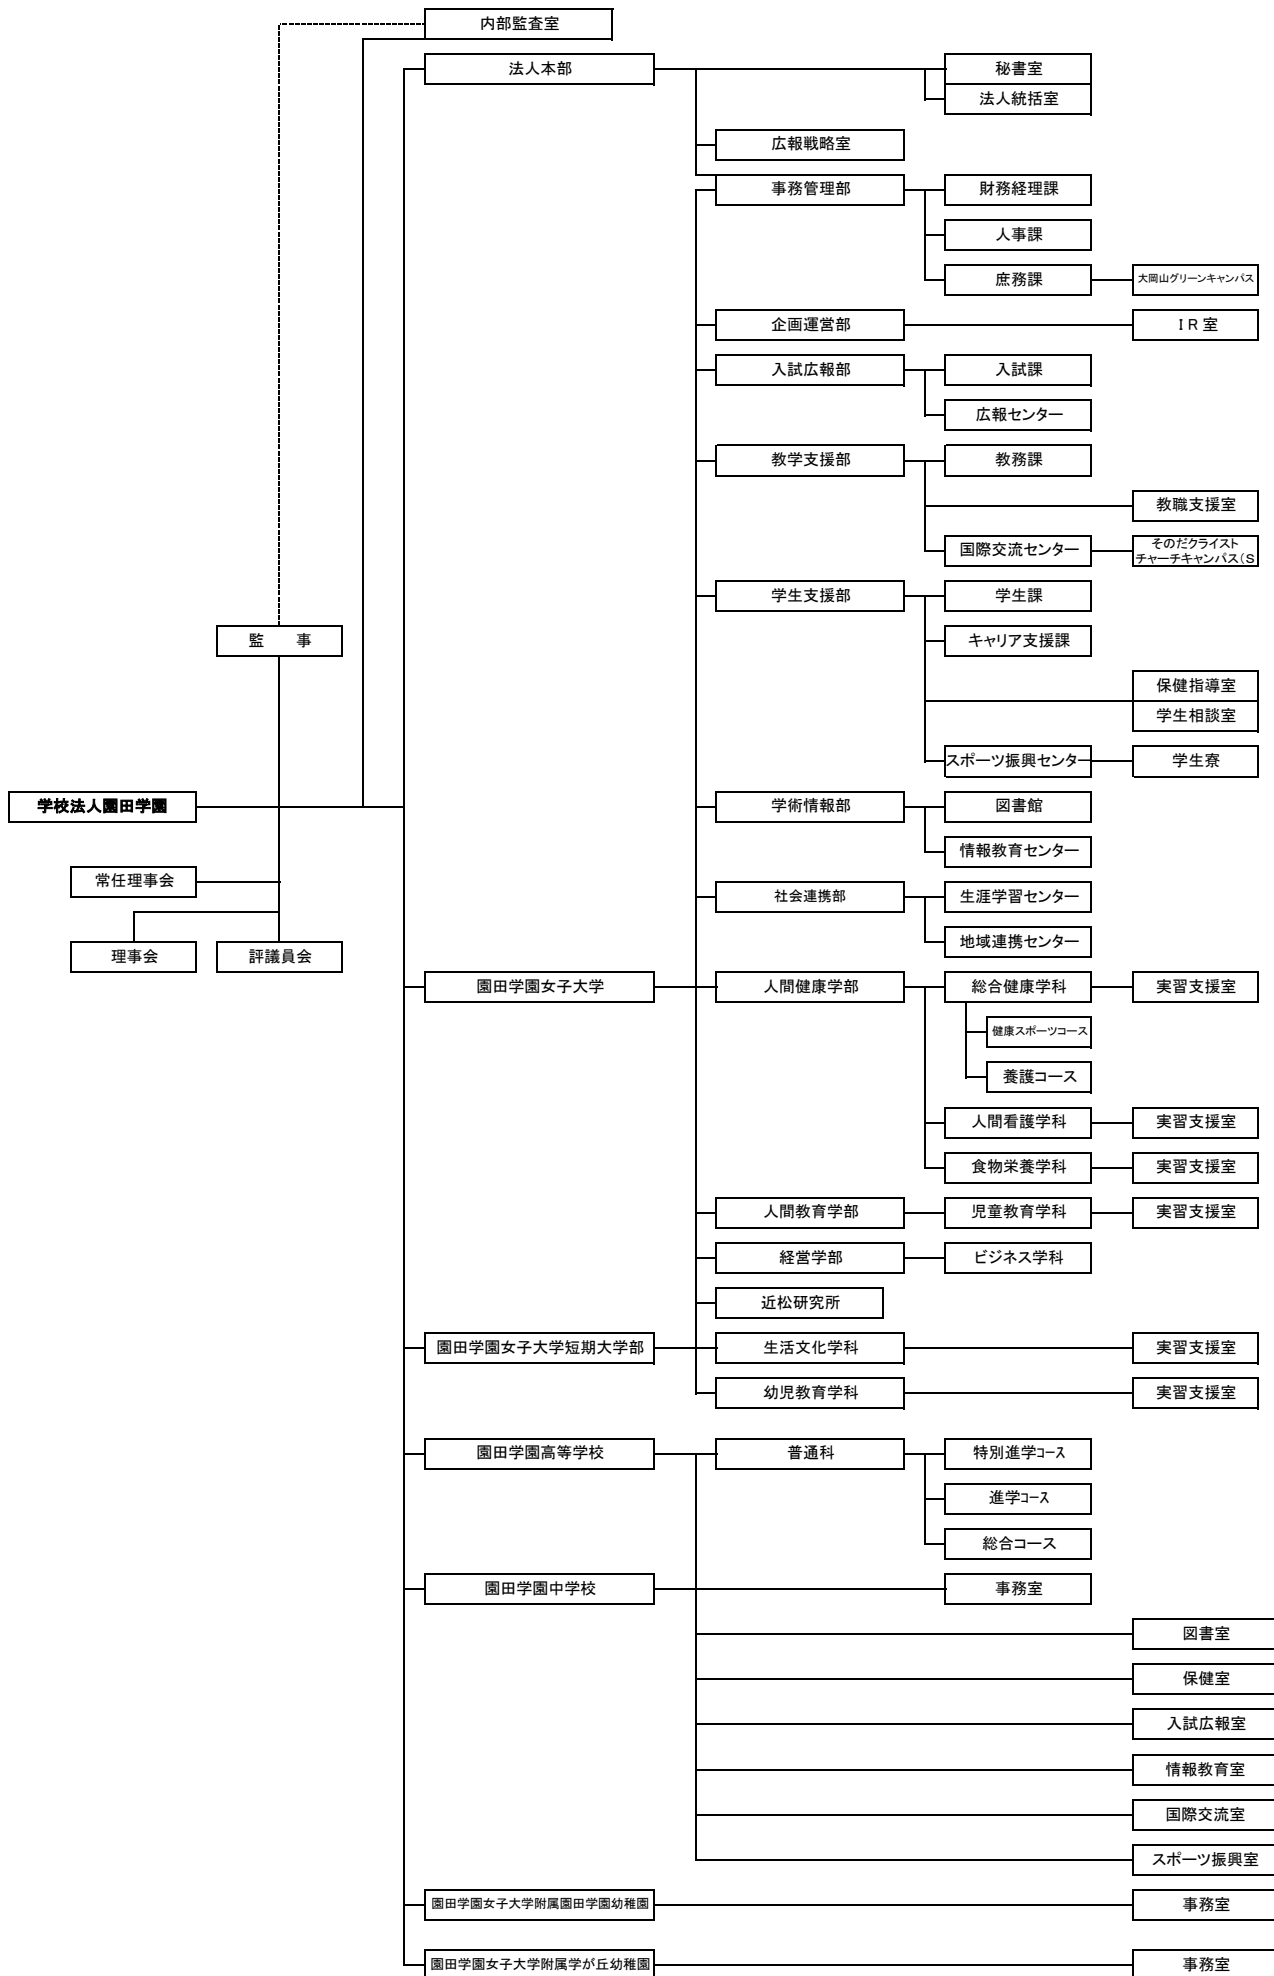 内部監査室
法人本部
秘書室
法人統括室
広報戦略室
事務管理部
財務経理課
人事課
庶務課
大岡山グリーンキャンパス
企画運営部
ＩＲ室
入試広報部
入試課
広報センター
教学支援部
教務課
教職支援室
国際交流センター
そのだクライスト
チャーチキャンパス（S
学生支援部
学生課
監　　事
キャリア支援課
保健指導室
学生相談室
スポーツ振興センター
学生寮
学校法人園田学園
学術情報部
図書館
情報教育センター
常任理事会
社会連携部
生涯学習センター
地域連携センター
理事会
評議員会
園田学園女子大学
人間健康学部
総合健康学科
実習支援室
健康スポーツコース
養護コース
人間看護学科
実習支援室
食物栄養学科
実習支援室
人間教育学部
児童教育学科
実習支援室
経営学部
ビジネス学科
近松研究所
園田学園女子大学短期大学部
生活文化学科
実習支援室
幼児教育学科
実習支援室
園田学園高等学校
普通科
特別進学ｺｰｽ
進学ｺｰｽ
総合コース
園田学園中学校
事務室
図書室
保健室
入試広報室
情報教育室
国際交流室
スポーツ振興室
園田学園女子大学附属園田学園幼稚園
事務室
園田学園女子大学附属学が丘幼稚園
事務室